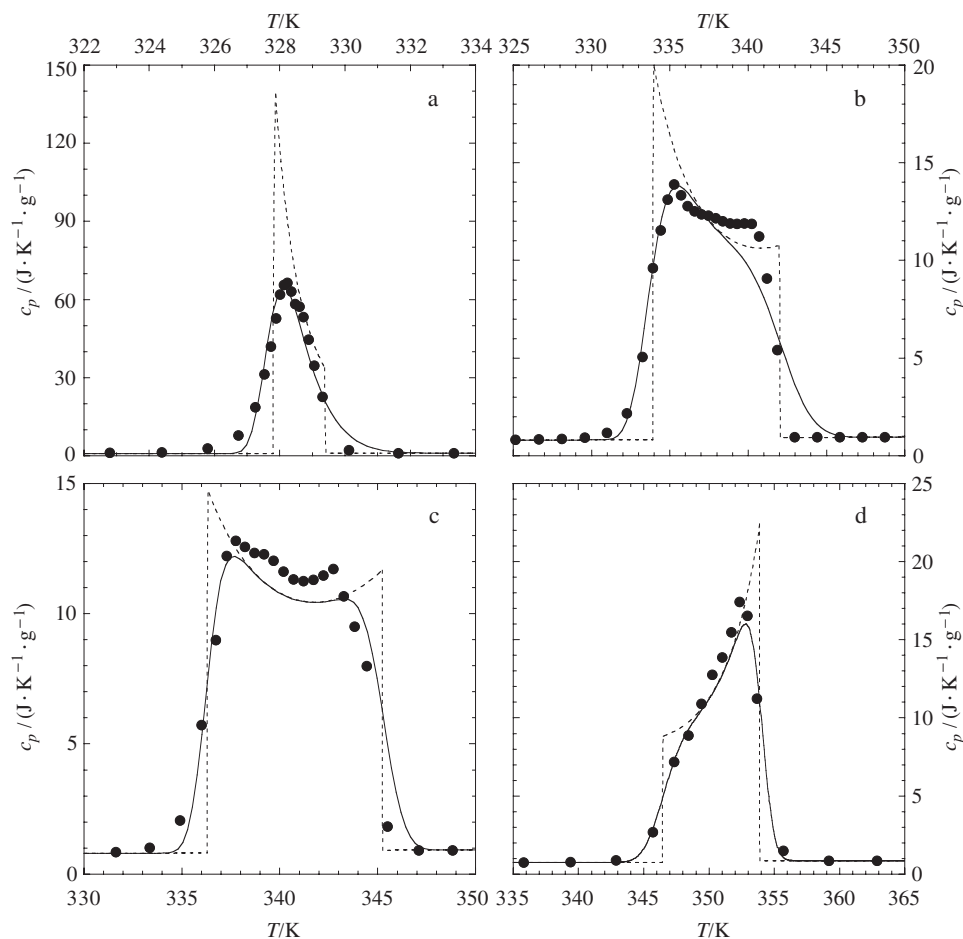 T/K T/K
322 324 326 328 330 332 334 325 330 335 340 345 350
150 a b 20
120 15
90 10
60 5
30 0
0
c_p / (J · K⁻¹ · g⁻¹) c_p / (J · K⁻¹ · g⁻¹)
15 c d 25
10 20
5 15
0 10
5
0
c_p / (J · K⁻¹ · g⁻¹) c_p / (J · K⁻¹ · g⁻¹)
330 335 340 345 350 335 340 345 350 355 360 365
T/K T/K